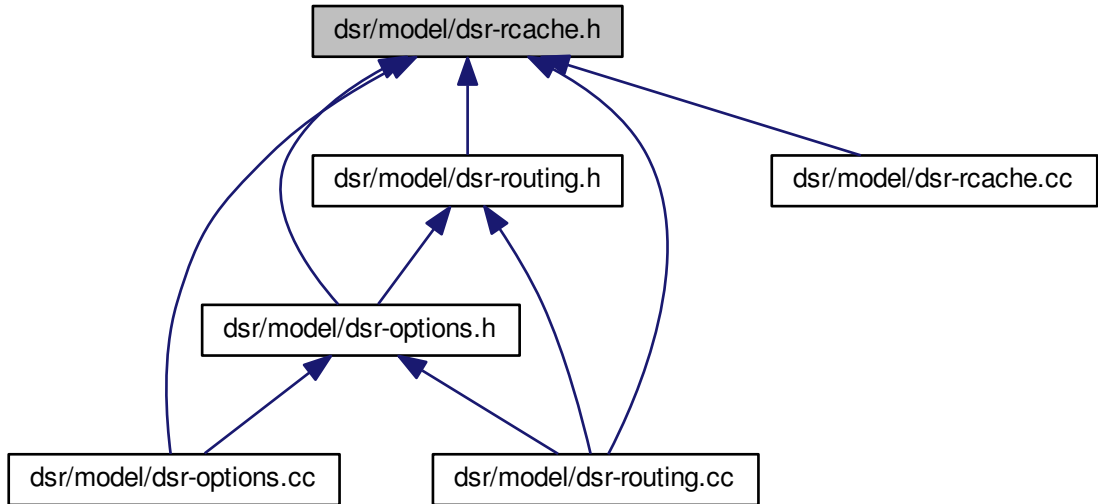 dsr/model/dsr-rcache.h
dsr/model/dsr-routing.h
dsr/model/dsr-rcache.cc
dsr/model/dsr-options.h
dsr/model/dsr-options.cc
dsr/model/dsr-routing.cc